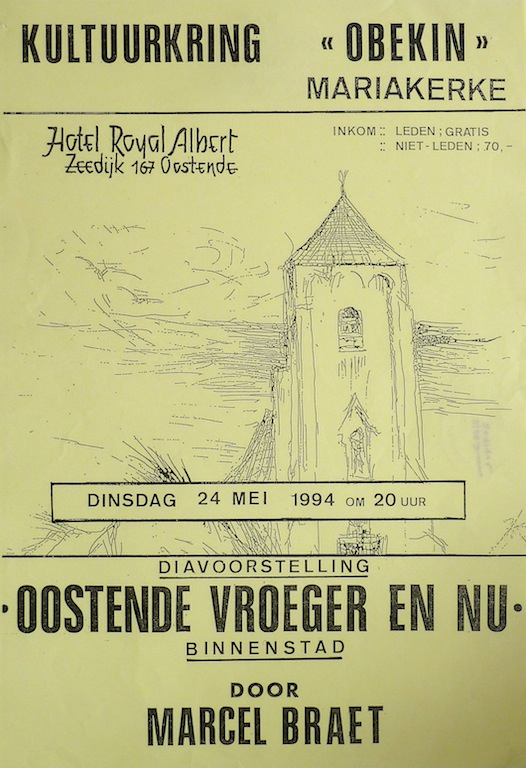 KULTUURKRING « OBEKIN »
MARIAKERKE
Hotel Royal Albert
Zeedijk 167 Oostende
INKOM :: LEDEN ; GRATIS
:: NIET-LEDEN ; 70,-
DINSDAG 24 MEI 1994 OM 20 UUR
DIAVOORSTELLING
• OOSTENDE VROEGER EN NU •
BINNENSTAD
DOOR
MARCEL BRAET